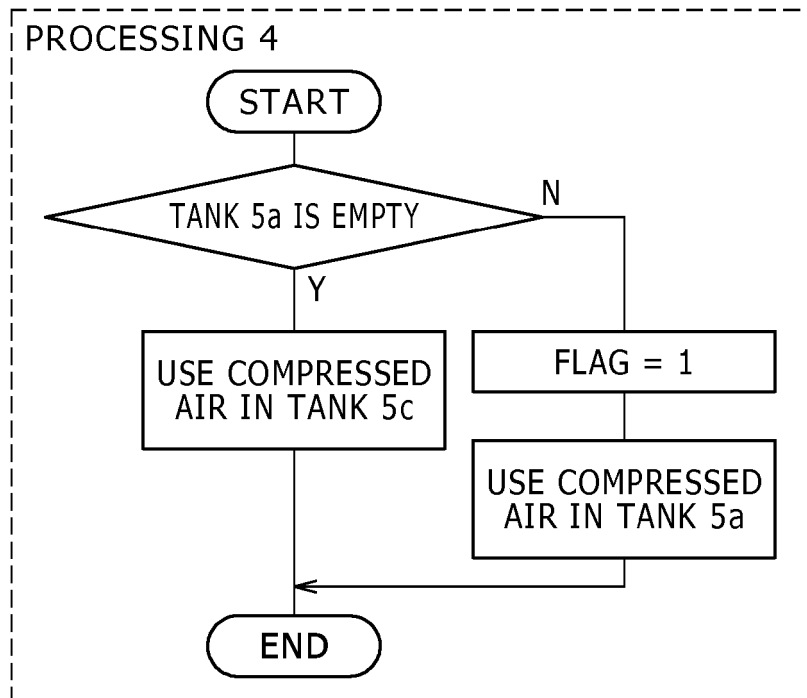 PROCESSING 4
START
TANK 5a IS EMPTY
N
Y
USE COMPRESSED
AIR IN TANK 5c
FLAG = 1
USE COMPRESSED
AIR IN TANK 5a
END